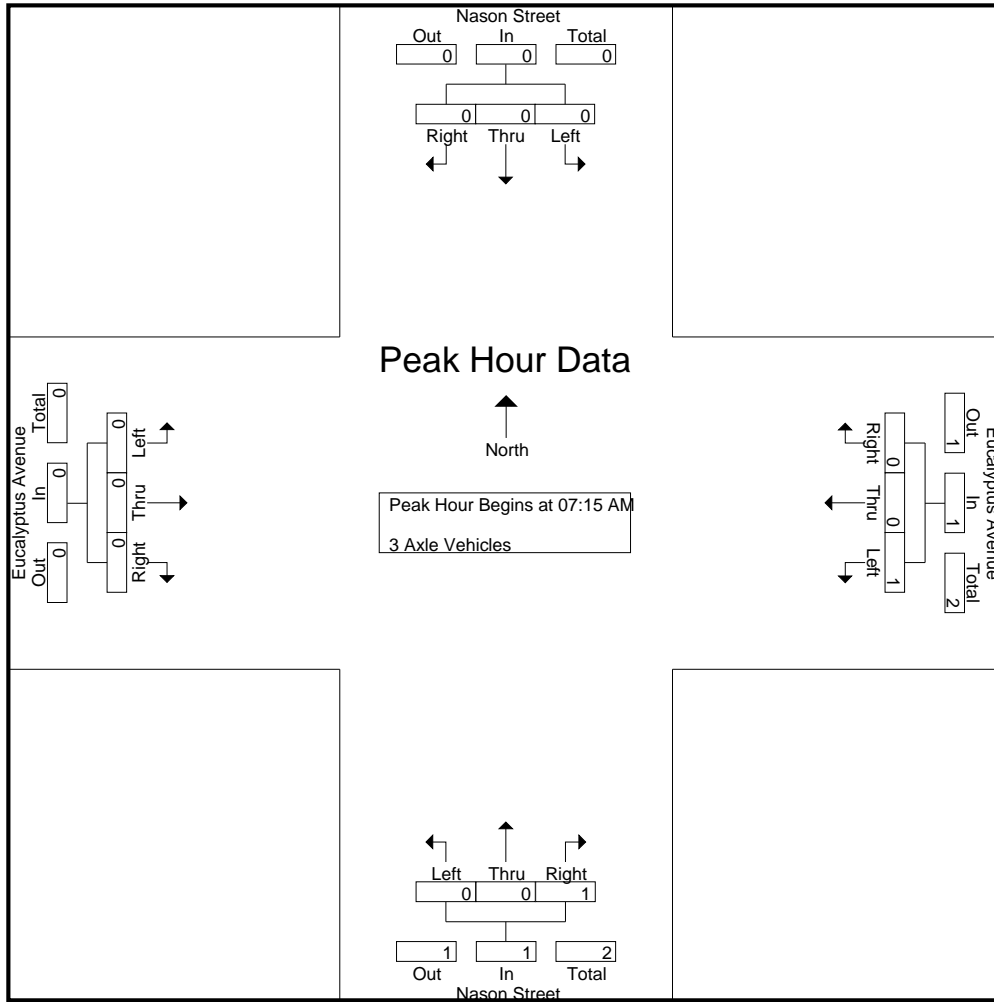 Nason Street
Out In Total
0 0 0
0 0 0
Right Thru Left
Peak Hour Data
North
Peak Hour Begins at 07:15 AM
3 Axle Vehicles
Eucalyptus Avenue
Total In Out
0 0 0
0 0 0
Left Thru Right
Eucalyptus Avenue
Out In Total
1 1 2
0 0 1
Right Thru Left
Left Thru Right
0 0 1
1 1 2
Out In Total
Nason Street